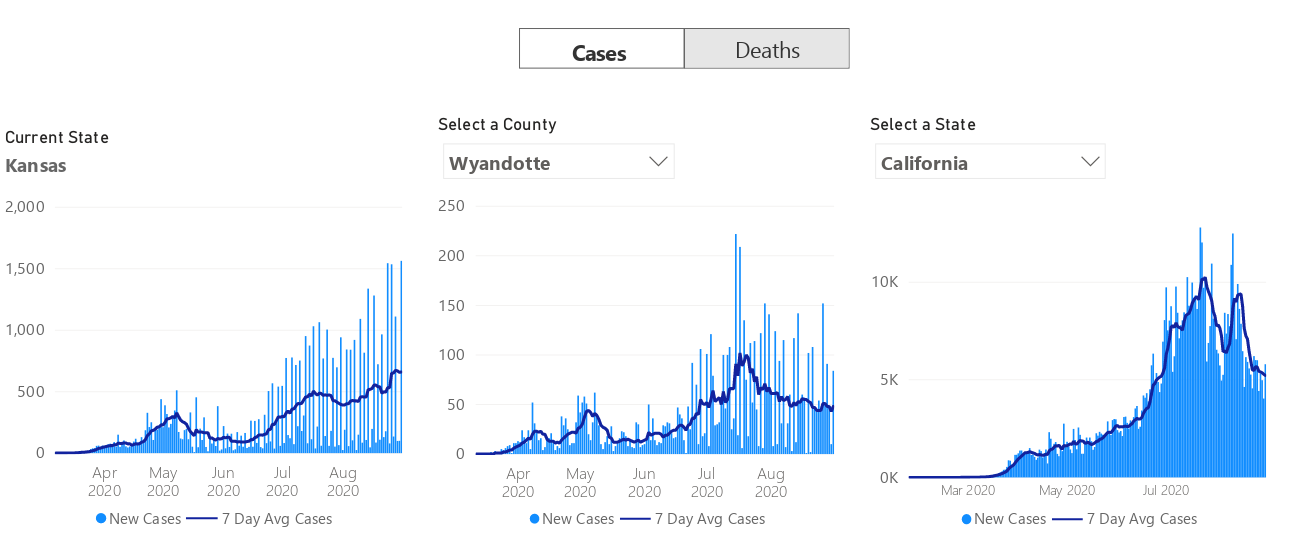 Cases Deaths
Current State
Kansas
2,000
1,500
1,000
500
0
Apr 2020
May 2020
Jun 2020
Jul 2020
Aug 2020
New Cases 7 Day Avg Cases
Select a County
Wyandotte
250
200
150
100
50
0
Apr 2020
May 2020
Jun 2020
Jul 2020
Aug 2020
New Cases 7 Day Avg Cases
Select a State
California
10K
5K
0K
Mar 2020 May 2020 Jul 2020
New Cases 7 Day Avg Cases